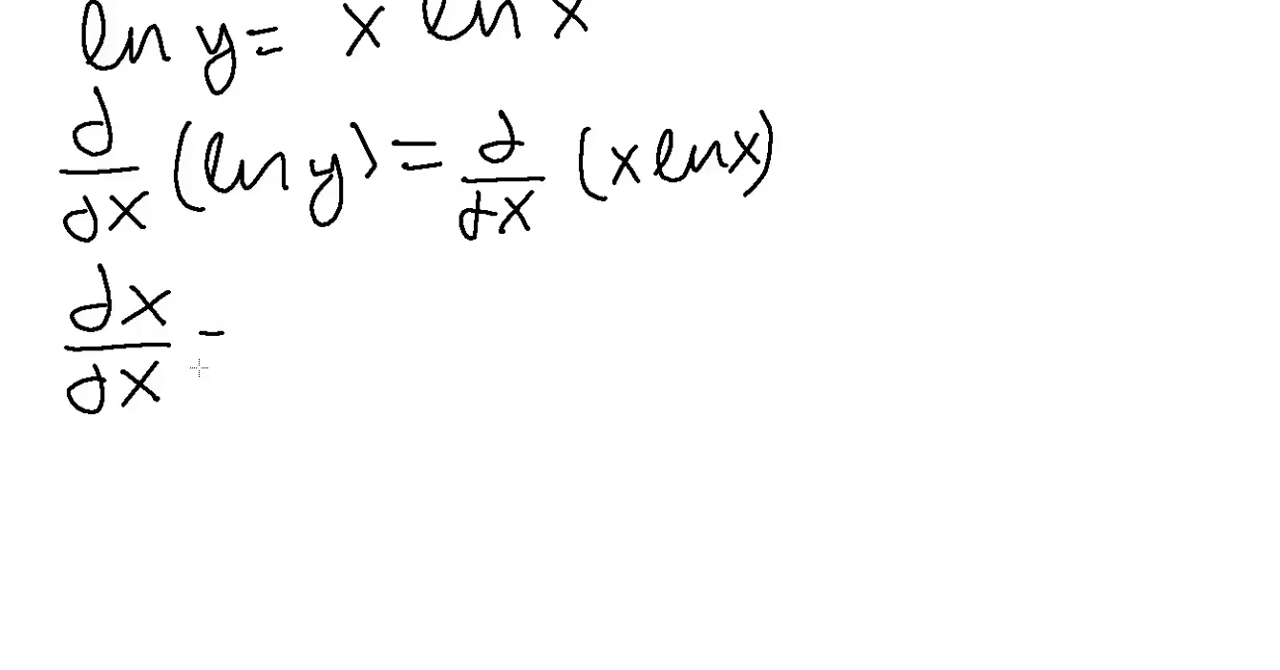 ln y = x ln x
d/dx (ln y) = d/dx (x ln x)
dx/dx -